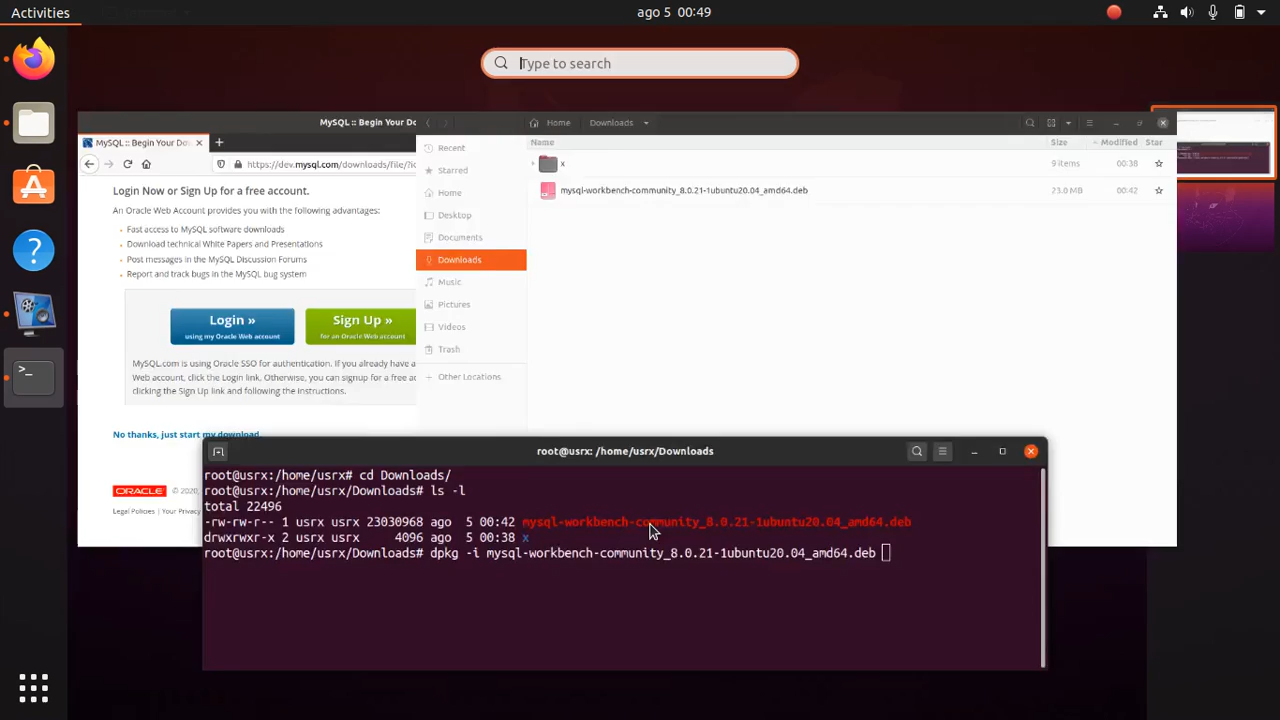 Activities
ago 5 00:49
Type to search
MySQL :: Begin Your Do
MySQL :: Begin Your Dow
https://dev.mysql.com/downloads/file/?i
Login Now or Sign Up for a free account.
An Oracle Web Account provides you with the following advantages:
Fast access to MySQL software downloads
Download technical White Papers and Presentations
Post messages in the MySQL Discussion Forums
Report and track bugs in the MySQL bug system
Login »
using my Oracle Web account
Sign Up »
for an Oracle Web account
MySQL.com is using Oracle SSO for authentication. If you already have a
Web account, click the Login link. Otherwise, you can signup for a free ac
clicking the Sign Up link and following the instructions.
No thanks, just start my download.
ORACLE © 2020,
Legal Policies | Your Privacy
Home
Downloads
Recent
Starred
Home
Desktop
Documents
Downloads
Music
Pictures
Videos
Trash
Other Locations
Name Size Modified Star
x 9 items 00:38
mysql-workbench-community_8.0.21-1ubuntu20.04_amd64.deb 23.0 MB 00:42
root@usrx: /home/usrx/Downloads
root@usrx:/home/usrx# cd Downloads/
root@usrx:/home/usrx/Downloads# ls -l
total 22496
-rw-rw-r-- 1 usrx usrx 23030968 ago 5 00:42 mysql-workbench-community_8.0.21-1ubuntu20.04_amd64.deb
drwxrwxr-x 2 usrx usrx 4096 ago 5 00:38 x
root@usrx:/home/usrx/Downloads# dpkg -i mysql-workbench-community_8.0.21-1ubuntu20.04_amd64.deb